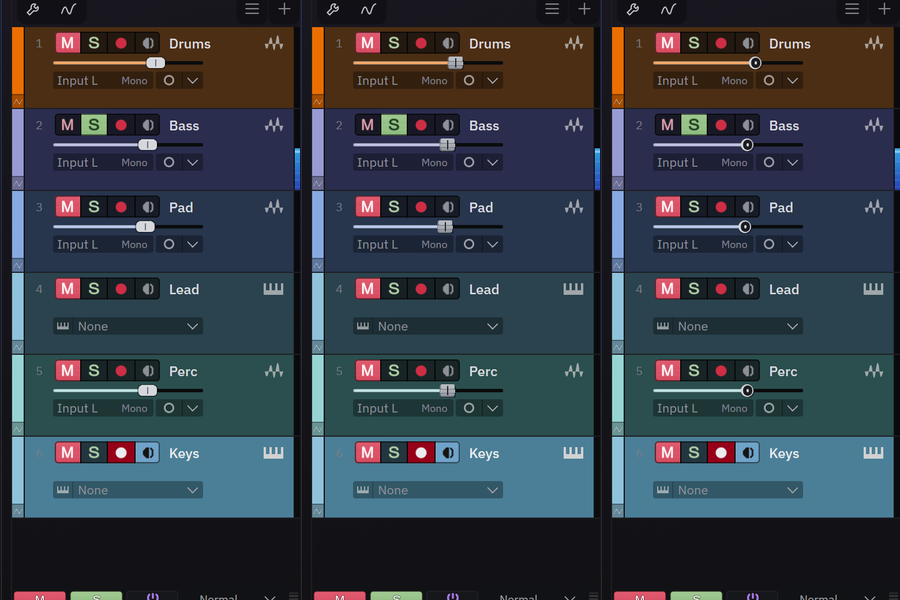 1 M S Drums
Input L Mono
2 M S Bass
Input L Mono
3 M S Pad
Input L Mono
4 M S Lead
None
5 M S Perc
Input L Mono
6 M S Keys
None
M S Normal
1 M S Drums
Input L Mono
2 M S Bass
Input L Mono
3 M S Pad
Input L Mono
4 M S Lead
None
5 M S Perc
Input L Mono
6 M S Keys
None
M S Normal
1 M S Drums
Input L Mono
2 M S Bass
Input L Mono
3 M S Pad
Input L Mono
4 M S Lead
None
5 M S Perc
Input L Mono
6 M S Keys
None
M S Normal